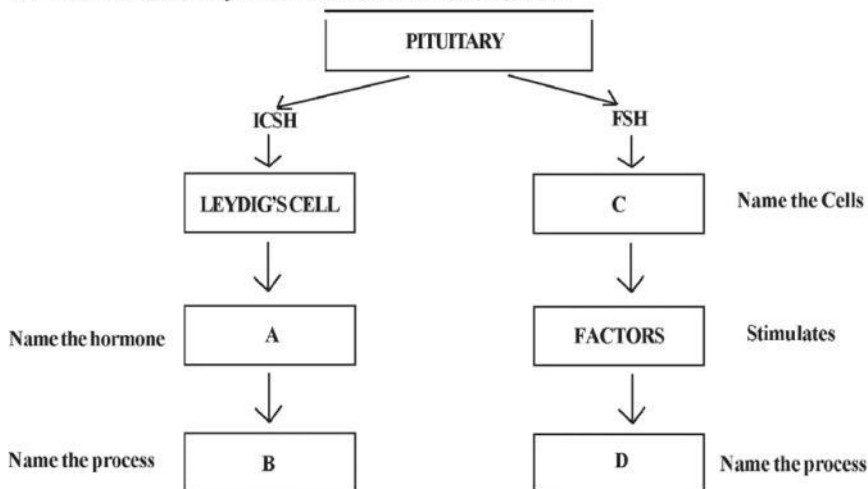 PITUITARY
ICSH FSH
LEYDIG'S CELL C Name the Cells
Name the hormone A FACTORS Stimulates
Name the process B D Name the process